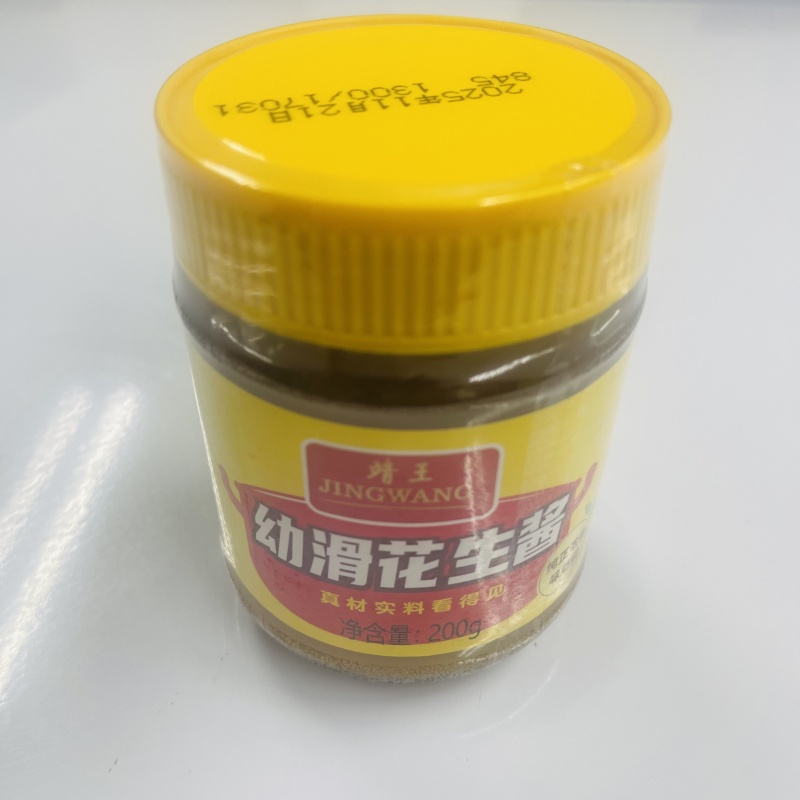 2025年11月21日
1300/17031
845
靖王
JINGWANG
幼滑花生酱
真材实料看得见
净含量: 200g